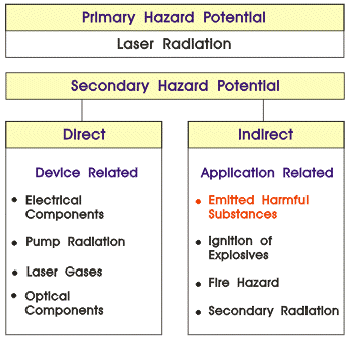 Primary Hazard Potential
Laser Radiation
Secondary Hazard Potential
Direct
Device Related
• Electrical
Components
• Pump Radiation
• Laser Gases
• Optical
Components
Indirect
Application Related
• Emitted Harmful
Substances
• Ignition of
Explosives
• Fire Hazard
• Secondary Radiation